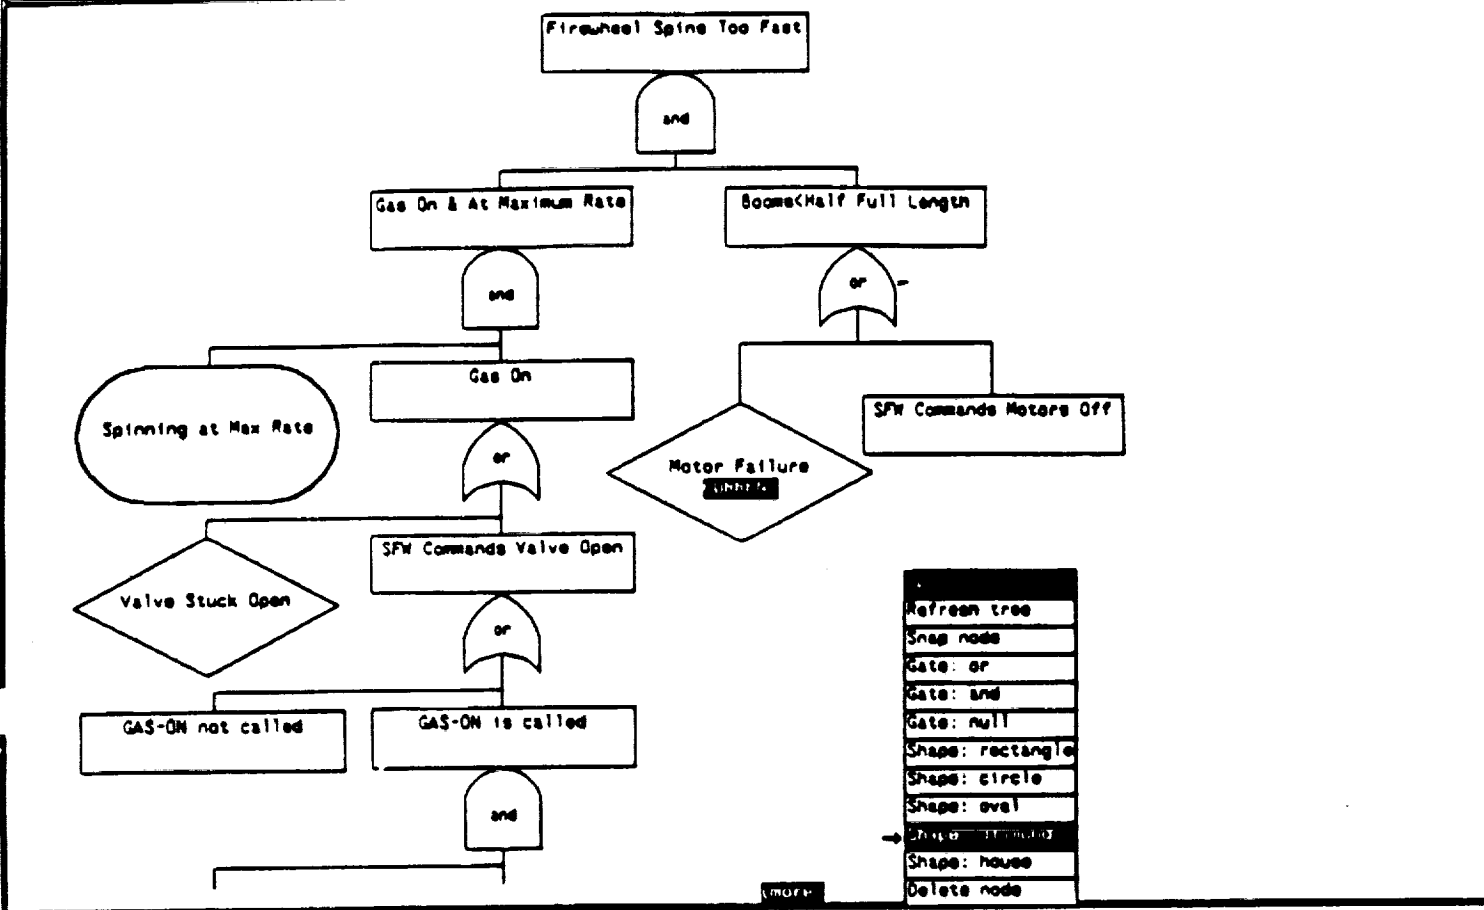 Firewheel Spins Too Fast
and
Gas On & At Maximum Rate
Booms<Half Full Length
and
or
Gas On
Spinning at Max Rate
SFW Commands Motors Off
or
Motor Failure
SFW Commands Valve Open
Valve Stuck Open
or
GAS-ON not called
GAS-ON is called
and
Refresh tree
Snap node
Gate: or
Gate: and
Gate: null
Shape: rectangle
Shape: circle
Shape: oval
Shape
Shape: house
Delete node
more